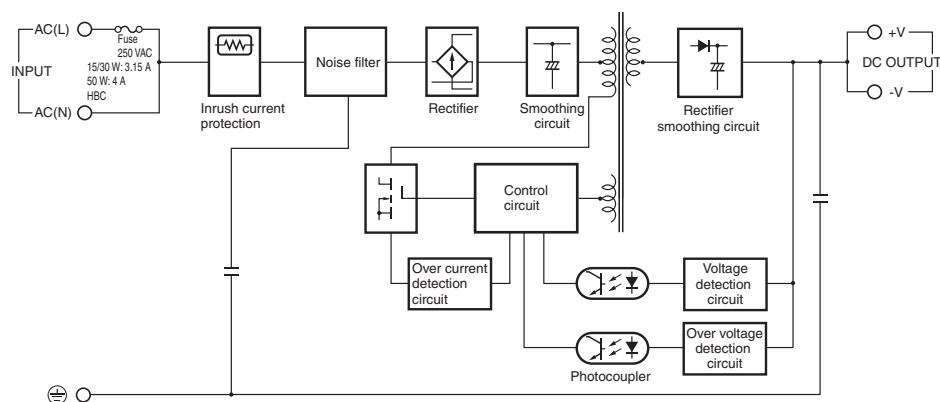 AC(L)
Fuse
250 VAC
15/30 W: 3.15 A
50 W: 4 A
HBC
INPUT
AC(N)
Inrush current
protection
Noise filter
Rectifier
Smoothing
circuit
Rectifier
smoothing circuit
+V
DC OUTPUT
-V
Control
circuit
Over current
detection
circuit
Voltage
detection
circuit
Over voltage
detection
circuit
Photocoupler